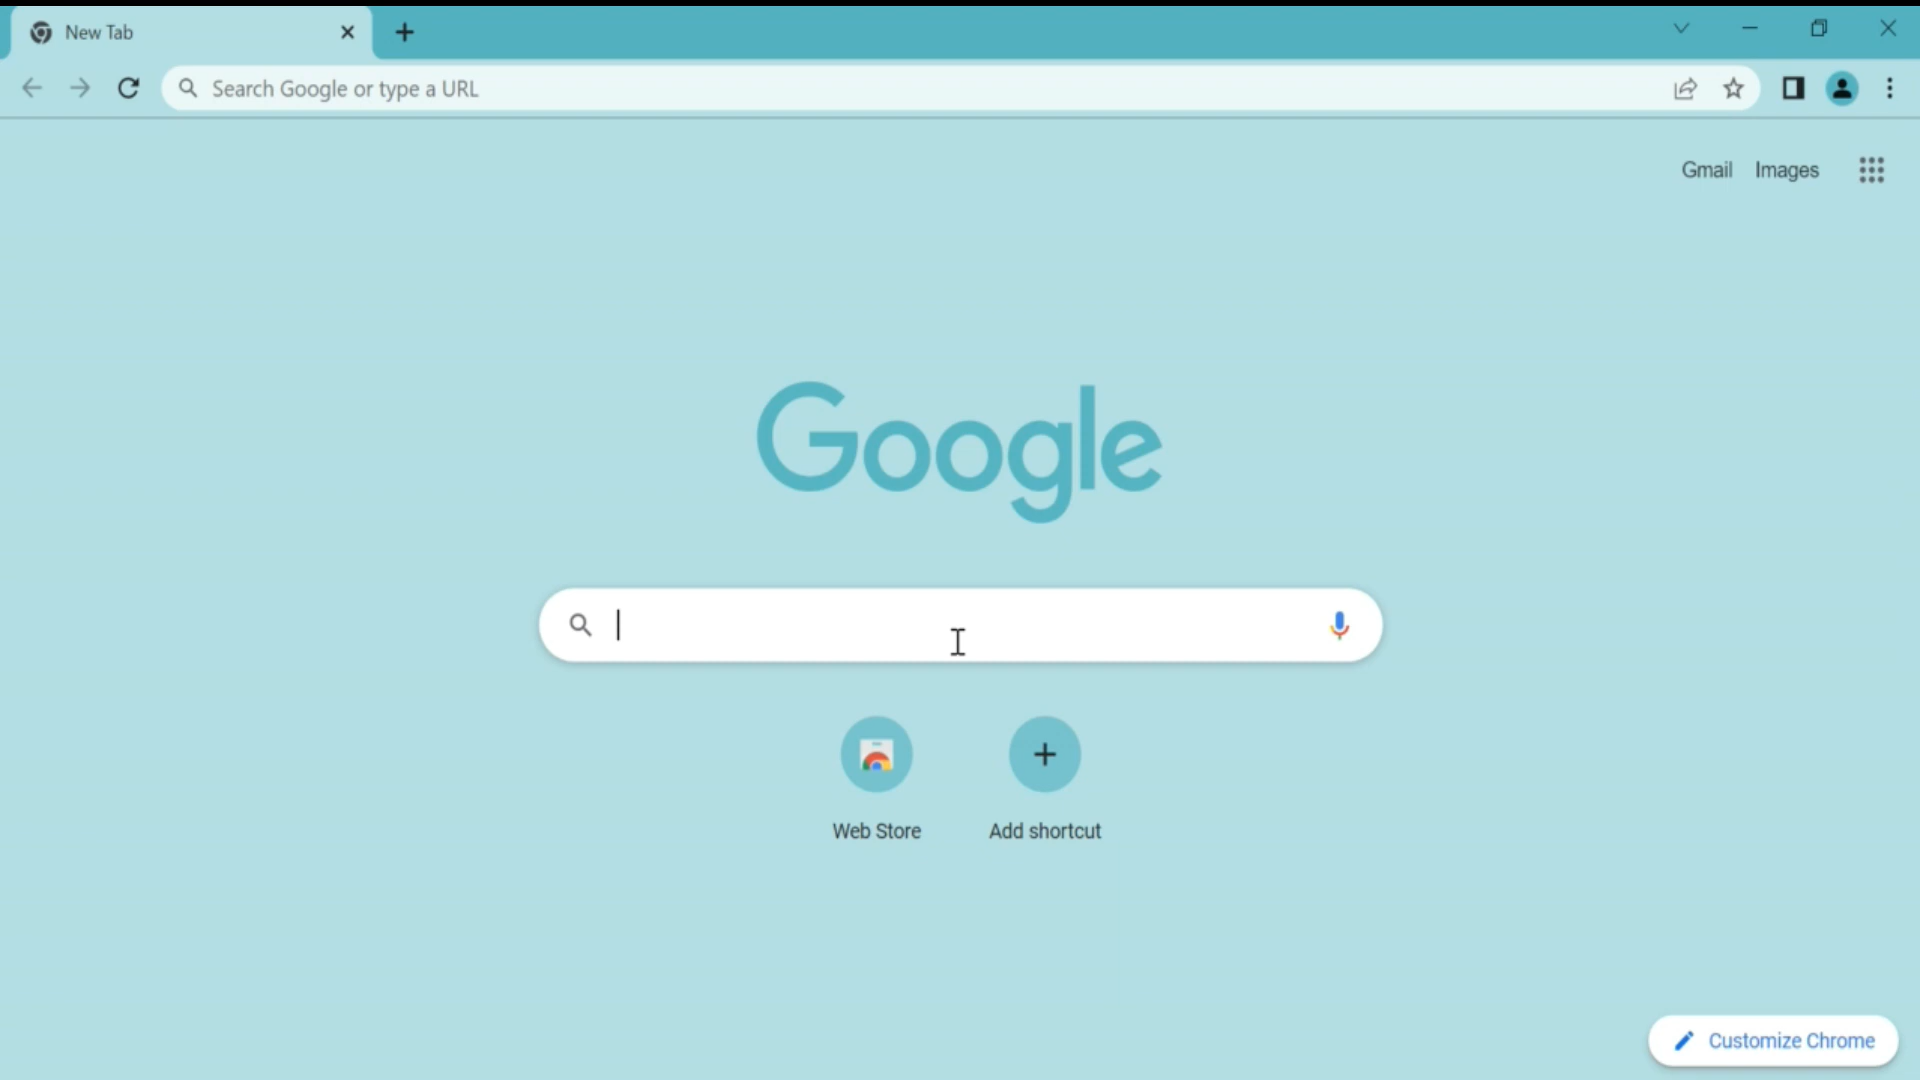 New Tab
Search Google or type a URL
Gmail Images
Google
Web Store Add shortcut
Customize Chrome